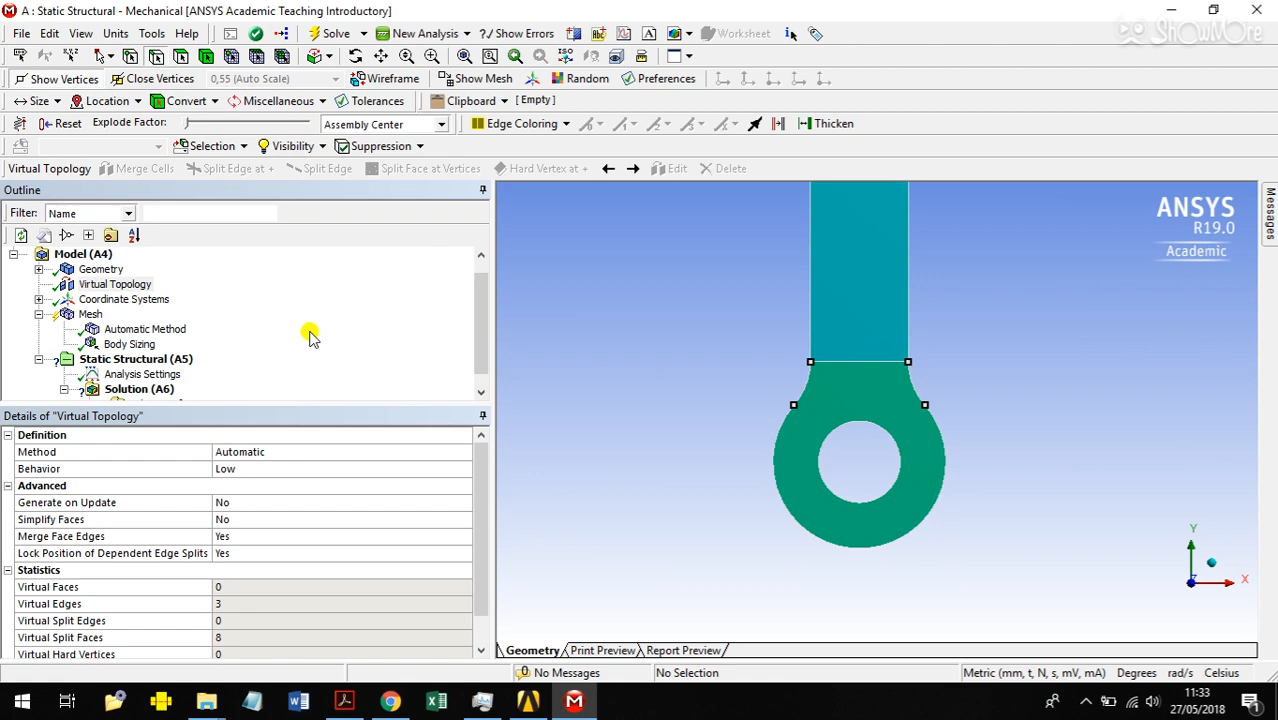 A : Static Structural - Mechanical [ANSYS Academic Teaching Introductory]
ShowMore
File Edit View Units Tools Help Solve New Analysis Show Errors Worksheet
Show Vertices Close Vertices 0,55 (Auto Scale) Wireframe Show Mesh Random Preferences
Size Location Convert Miscellaneous Tolerances Clipboard [ Empty ]
Reset Explode Factor: Assembly Center Edge Coloring Thicken
Selection Visibility Suppression
Virtual Topology Merge Cells Split Edge at + Split Edge Split Face at Vertices Hard Vertex at + Edit Delete
Outline
Filter: Name
Model (A4)
Geometry
Virtual Topology
Coordinate Systems
Mesh
Automatic Method
Body Sizing
Static Structural (A5)
Analysis Settings
Solution (A6)
Details of "Virtual Topology"
Definition
Method Automatic
Behavior Low
Advanced
Generate on Update No
Simplify Faces No
Merge Face Edges Yes
Lock Position of Dependent Edge Splits Yes
Statistics
Virtual Faces 0
Virtual Edges 3
Virtual Split Edges 0
Virtual Split Faces 8
Virtual Hard Vertices 0
ANSYS
R19.0
Academic
Messages
Y
X
Z
Geometry Print Preview Report Preview
0 No Messages No Selection Metric (mm, t, N, s, mV, mA) Degrees rad/s Celsius
11:33
27/05/2018